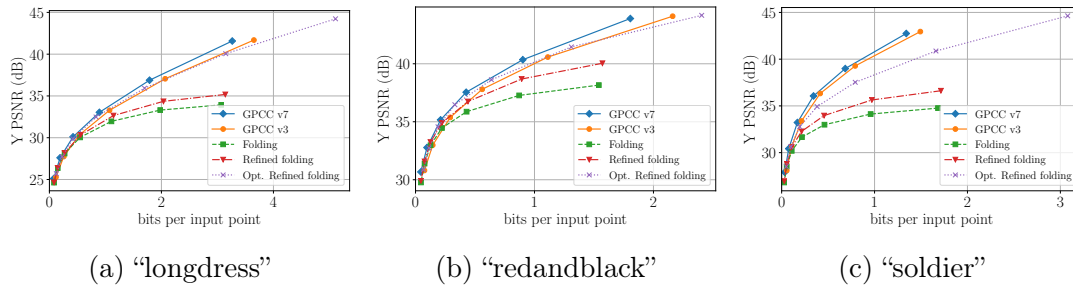 45
40
35
30
25
Y PSNR (dB)
0
2
4
bits per input point
GPCC v7
GPCC v3
Folding
Refined folding
Opt. Refined folding
(a) “longdress”
40
35
30
Y PSNR (dB)
0
1
2
bits per input point
GPCC v7
GPCC v3
Folding
Refined folding
Opt. Refined folding
(b) “redandblack”
45
40
35
30
Y PSNR (dB)
0
1
2
3
bits per input point
GPCC v7
GPCC v3
Folding
Refined folding
Opt. Refined folding
(c) “soldier”